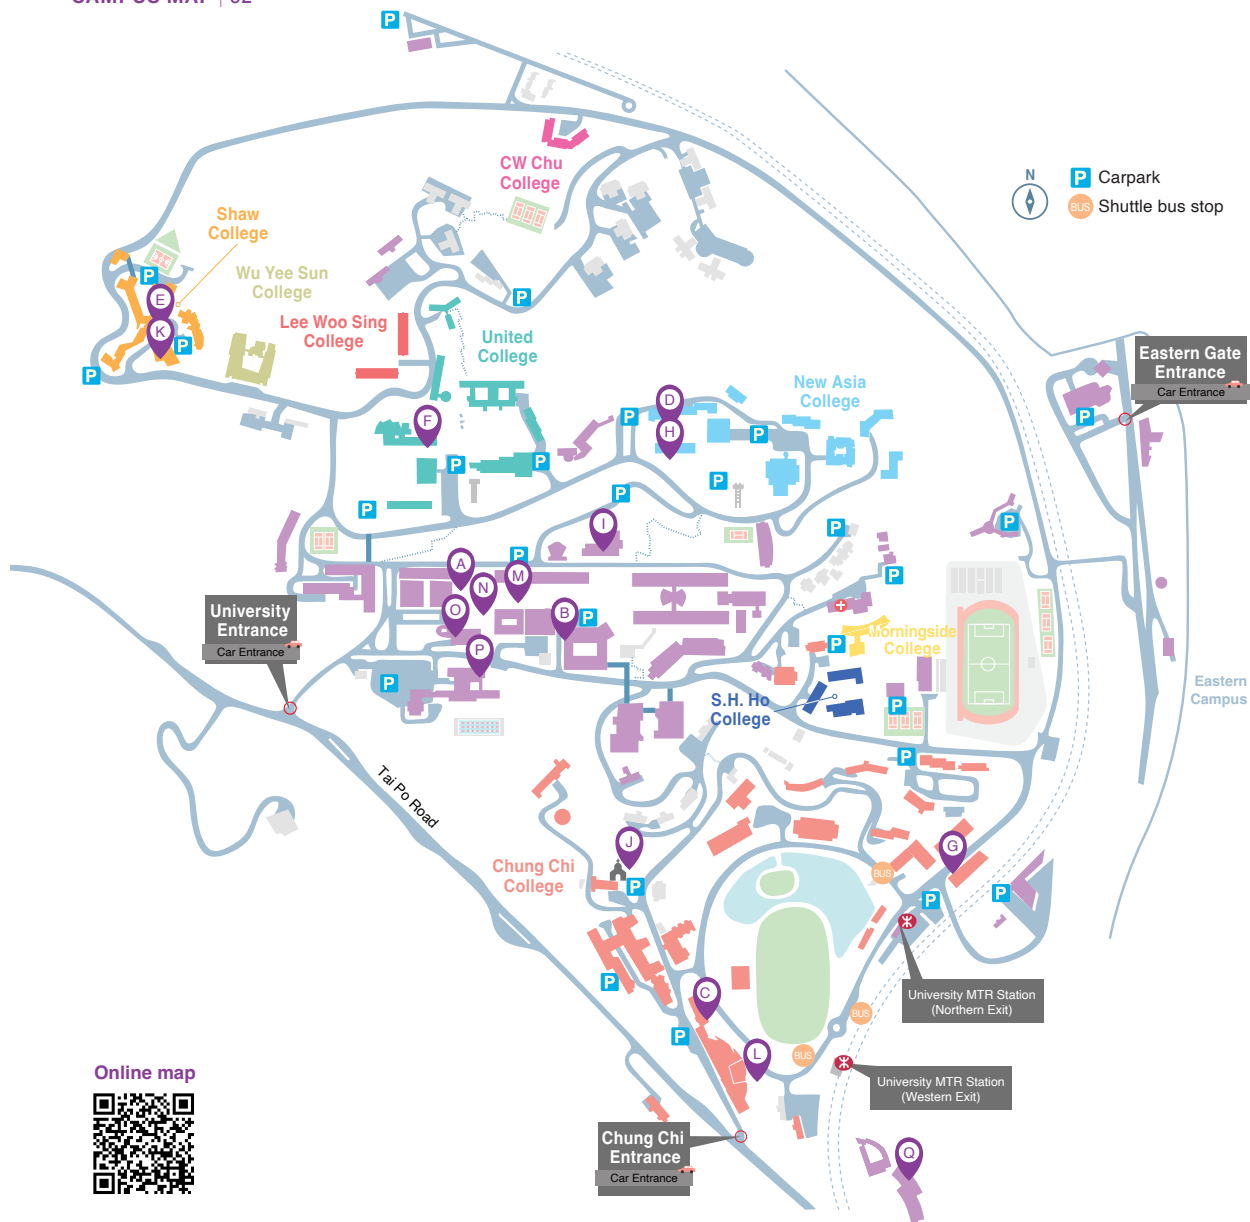 P
CW Chu
College
N
P Carpark
BUS Shuttle bus stop
Shaw
College
Wu Yee Sun
College
P
E
K
P
P
Lee Woo Sing
College
P
United
College
Eastern Gate
Entrance
Car Entrance
New Asia
College
D
H
F
P
P
P
P
P
P
P
P
I
P
P
P
A
N
M
O
B
P
P
University
Entrance
Car Entrance
P
Morningside
College
P
S.H. Ho
College
P
P
Eastern
Campus
Tai Po Road
J
Chung Chi
College
P
G
BUS
P
P
P
C
University MTR Station
(Northern Exit)
BUS
P
L
BUS
University MTR Station
(Western Exit)
Online map
Chung Chi
Entrance
Car Entrance
Q